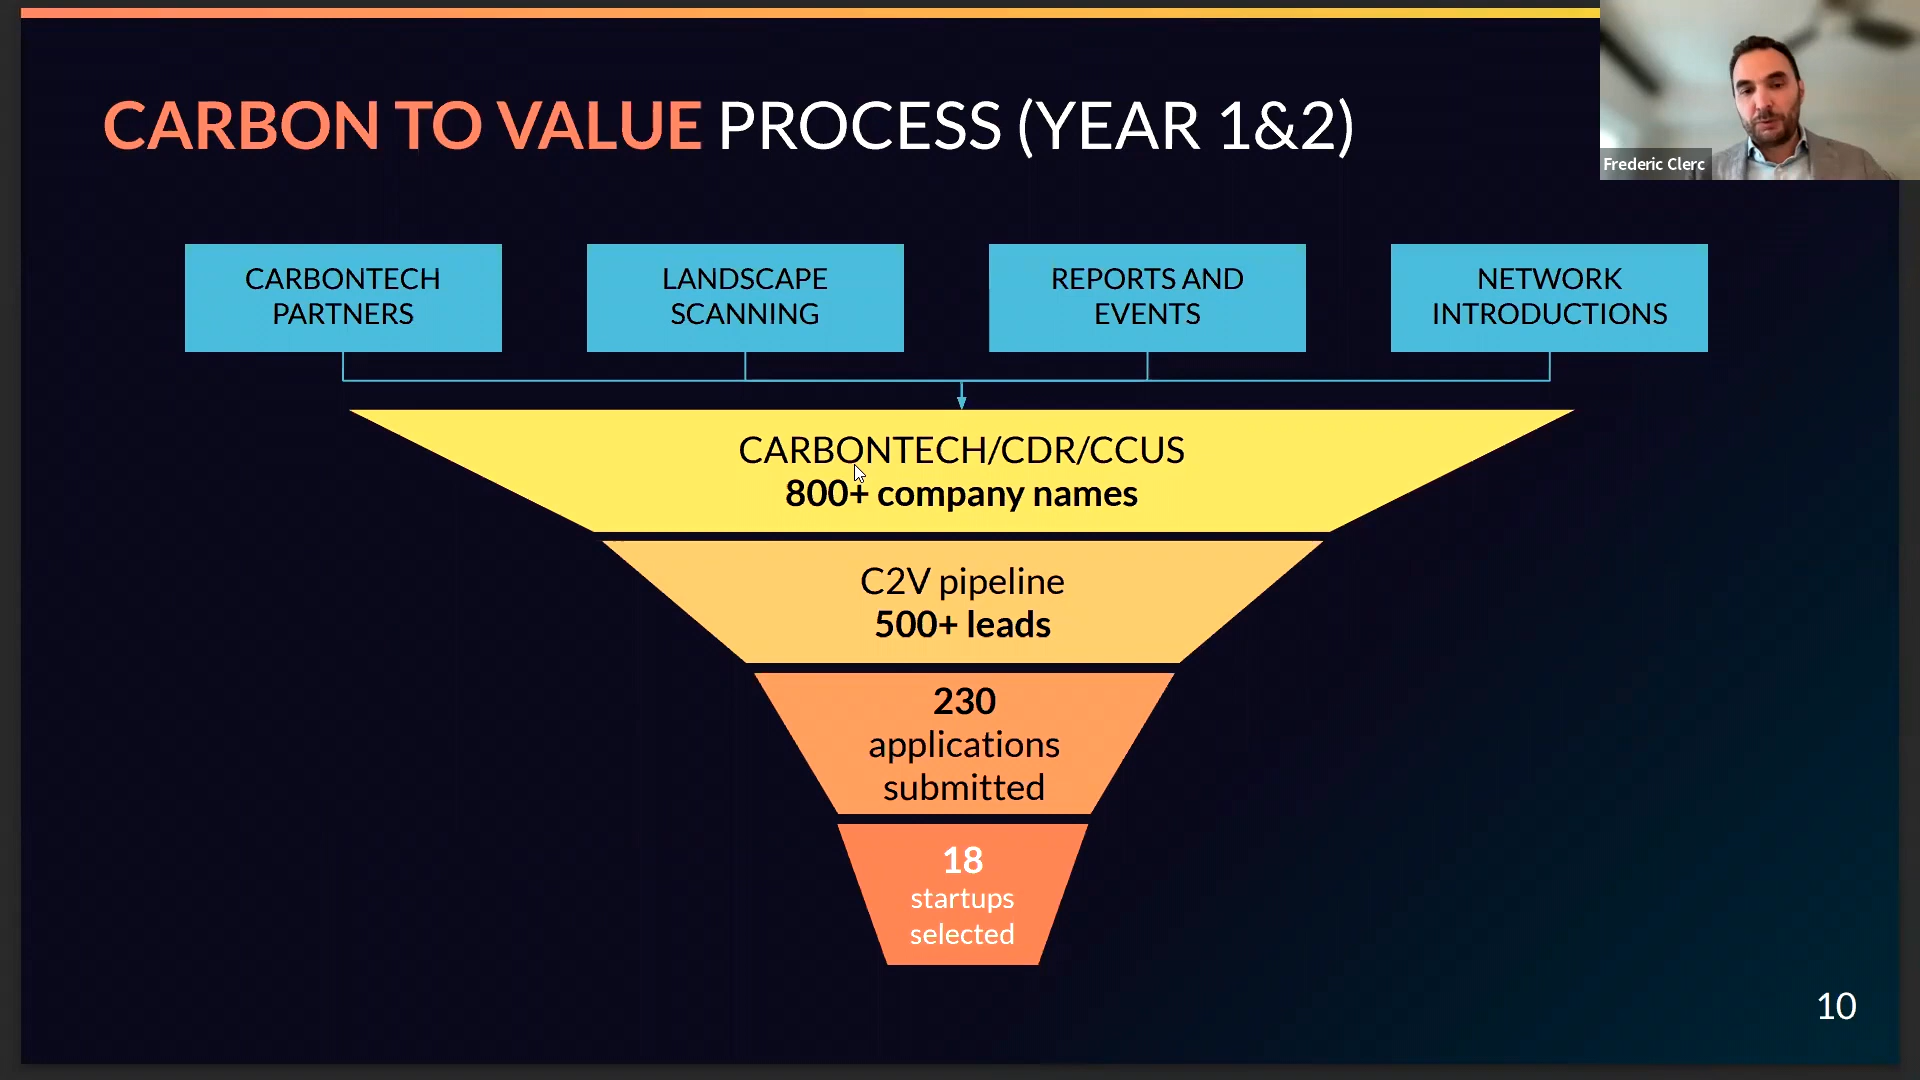 CARBON TO VALUE PROCESS (YEAR 1&2)
Frederic Clerc
CARBONTECH
PARTNERS
LANDSCAPE
SCANNING
REPORTS AND
EVENTS
NETWORK
INTRODUCTIONS
CARBONTECH/CDR/CCUS
800+ company names
C2V pipeline
500+ leads
230
applications
submitted
18
startups
selected
10